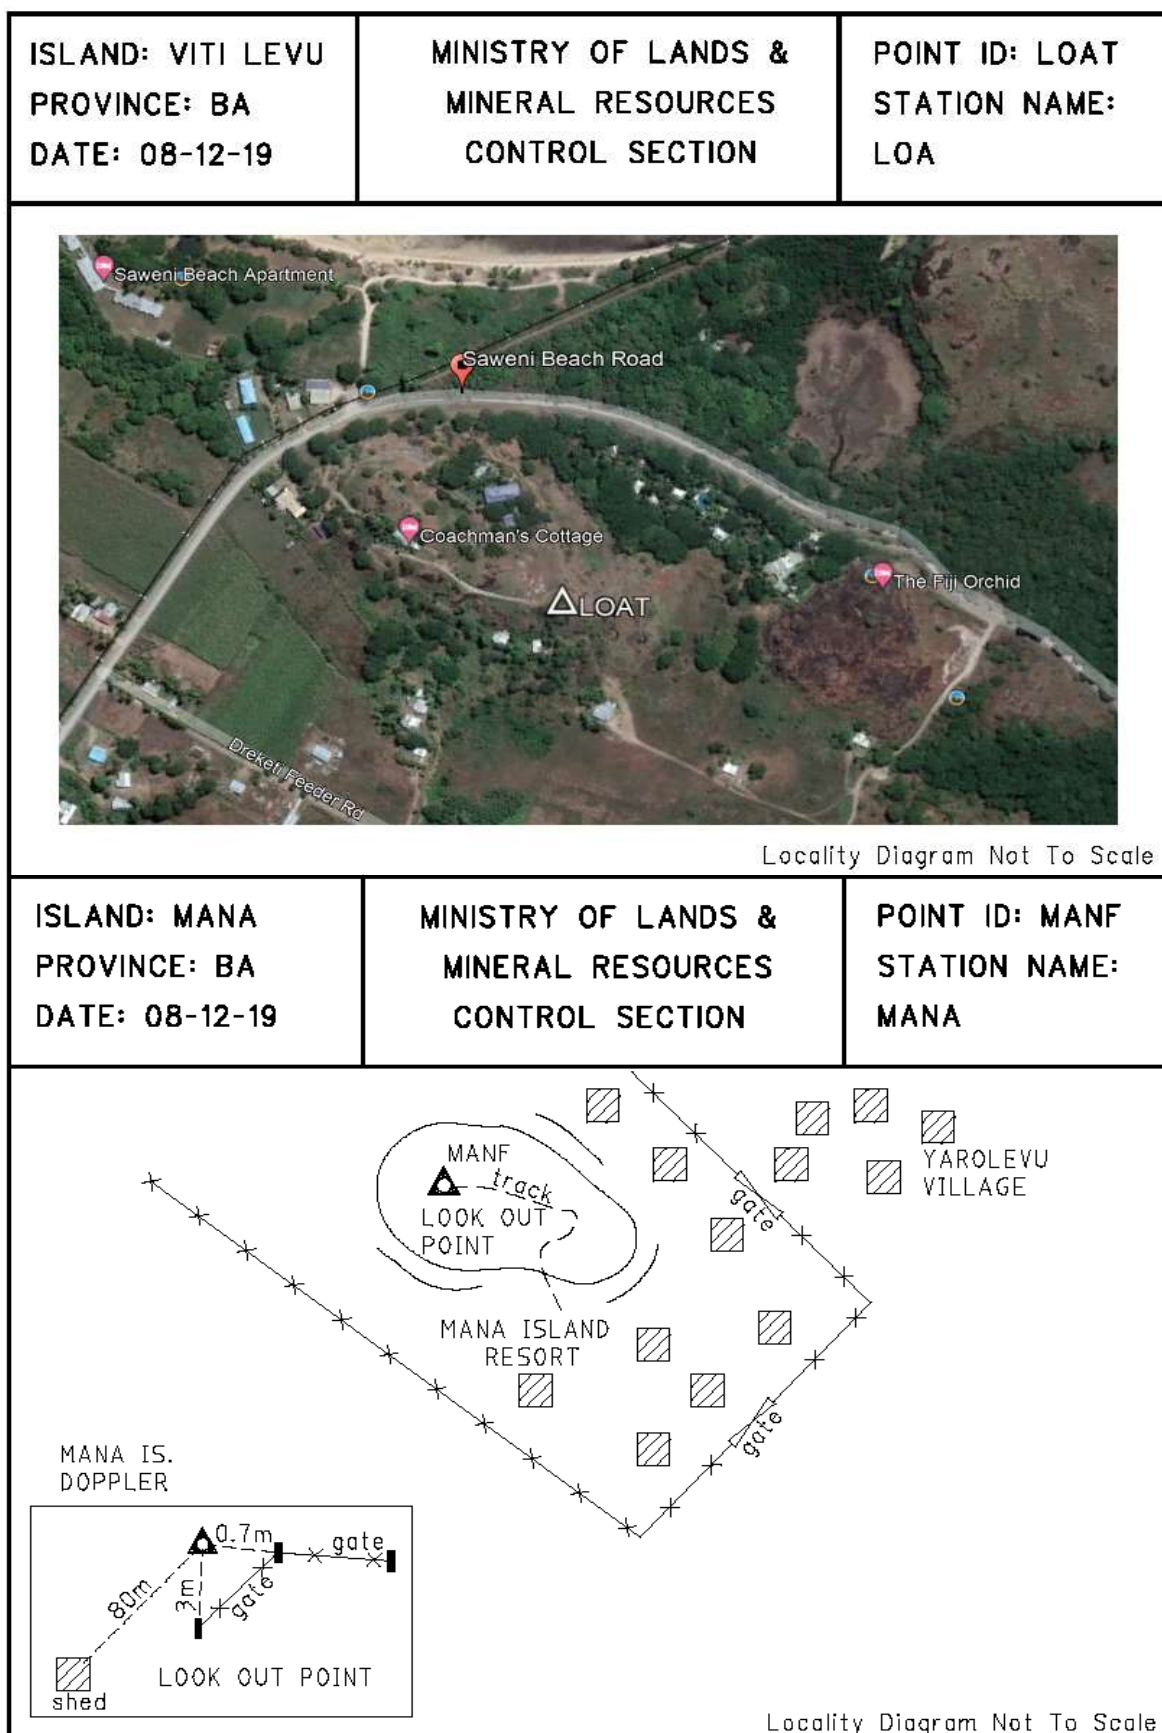 ISLAND: VITI LEVU
PROVINCE: BA
DATE: 08-12-19
MINISTRY OF LANDS &
MINERAL RESOURCES
CONTROL SECTION
POINT ID: LOAT
STATION NAME:
LOA
Saweni Beach Apartment
Saweni Beach Road
Coachman's Cottage
The Fiji Orchid
LOAT
Dreketi Feeder Rd
Locality Diagram Not To Scale
ISLAND: MANA
PROVINCE: BA
DATE: 08-12-19
MINISTRY OF LANDS &
MINERAL RESOURCES
CONTROL SECTION
POINT ID: MANF
STATION NAME:
MANA
MANF
track
LOOK OUT
POINT
gate
YAROLEVU
VILLAGE
MANA ISLAND
RESORT
gate
MANA IS.
DOPPLER
0.7m
gate
80m
3m
gate
LOOK OUT POINT
shed
Locality Diagram Not To Scale